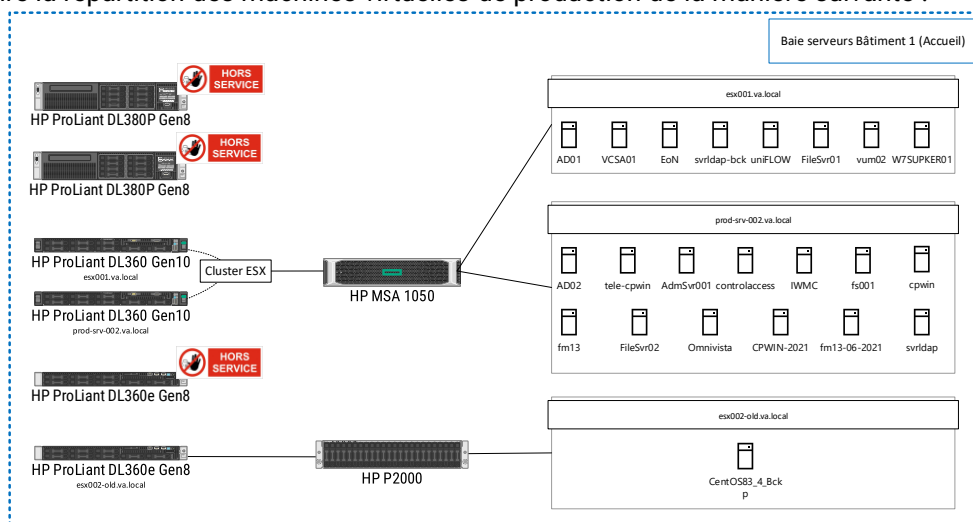 Baie serveurs Bâtiment 1 (Accueil)
HORS
SERVICE
HP ProLiant DL380P Gen8
HORS
SERVICE
HP ProLiant DL380P Gen8
HP ProLiant DL360 Gen10
esx001.va.local
Cluster ESX
HP ProLiant DL360 Gen10
prod-srv-002.va.local
HP MSA 1050
HORS
SERVICE
HP ProLiant DL360e Gen8
HP ProLiant DL360e Gen8
esx002-old.va.local
HP P2000
esx001.va.local
AD01 VCSA01 EoN svrldap-bck uniFLOW FileSvr01 vum02 W7SUPKER01
prod-srv-002.va.local
AD02 tele-cpwin AdmSvr001 controlaccess IWMC fs001 cpwin
fm13 FileSvr02 Omnivista CPWIN-2021 fm13-06-2021 svrldap
esx002-old.va.local
CentOS83_4_Bck
p